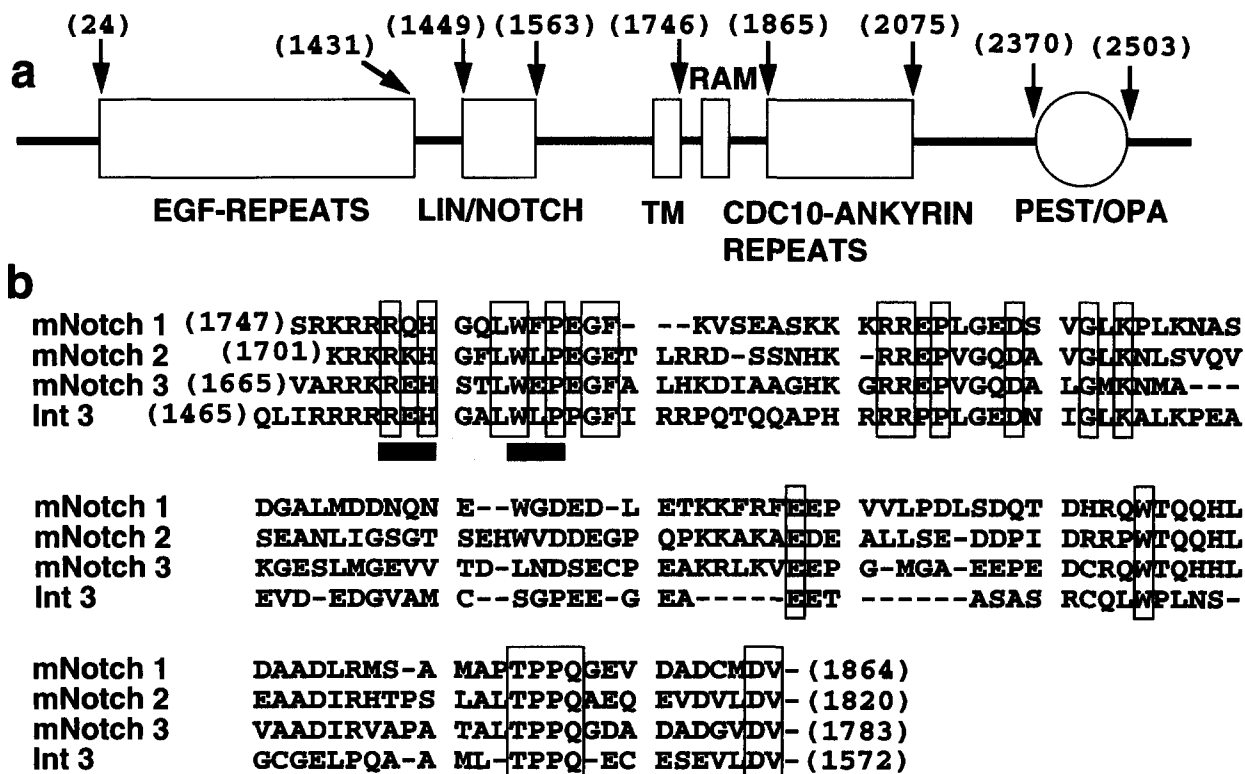 a
(24) (1431) (1449) (1563) (1746) (1865) (2075) (2370) (2503)
RAM
EGF-REPEATS LIN/NOTCH TM CDC10-ANKYRIN REPEATS PEST/OPA
b
mNotch 1 (1747) SRKRRRQH GQLWFPEGF- --KVSEASKK KRREPLGEDS VGLKPLKNAS
mNotch 2 (1701) KRKRKH GFLWLPEGET LRRD-SSNHK -RREPVGQDA VGLKNLSVQV
mNotch 3 (1665) VARRKREH STLWEPEGFA LHKDIAAGHK GRREPVGQDA LGMKNMA---
Int 3 (1465) QLIRRRRREH GALWLPPGFI RRPQTQQAPH RRRPPLGEDN IGLKALKPEA
mNotch 1 DGALMDDNQN E--WGDED-L ETKKFRFEEP VVLPDLSDQT DHRQWTQQHL
mNotch 2 SEANLIGSGT SEHWVDDEGP QPKKAKAEDE ALLSE-DDPI DRRPWTQQHL
mNotch 3 KGESLMGEVV TD-LNDSECP EAKRLKVEEP G-MGA-EEPE DCRQWTQHHL
Int 3 EVD-EDGVAM C--SGPEE-G EA-----EET ------ASAS RCQLWPLNS-
mNotch 1 DAADLRMS-A MAPTPPQGEV DADCMDV- (1864)
mNotch 2 EAADIRHTPS LALTPPQAEQ EVDVLDV- (1820)
mNotch 3 VAADIRVAPA TALTPPQGDA DADGVDV- (1783)
Int 3 GCGELPQA-A ML-TPPQ-EC ESEVLDV- (1572)